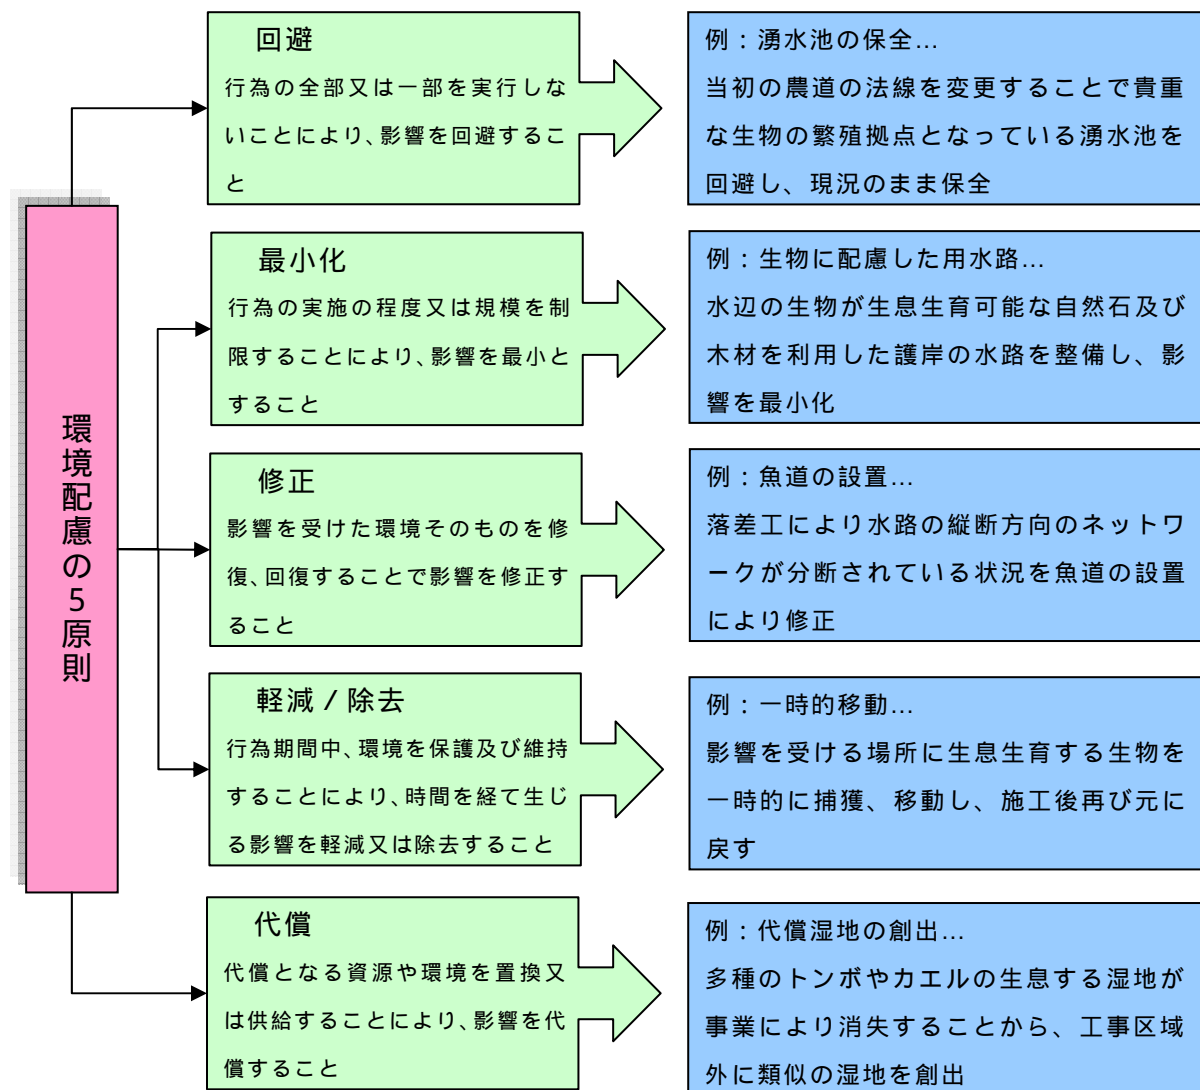 環境配慮の5原則
回避
行為の全部又は一部を実行しな
いことにより、影響を回避するこ
と
例：湧水池の保全…
当初の農道の法線を変更することで貴重
な生物の繁殖拠点となっている湧水池を
回避し、現況のまま保全
最小化
行為の実施の程度又は規模を制
限することにより、影響を最小と
すること
例：生物に配慮した用水路…
水辺の生物が生息生育可能な自然石及び
木材を利用した護岸の水路を整備し、影
響を最小化
修正
影響を受けた環境そのものを修
復、回復することで影響を修正す
ること
例：魚道の設置…
落差工により水路の縦断方向のネットワ
ークが分断されている状況を魚道の設置
により修正
軽減／除去
行為期間中、環境を保護及び維持
することにより、時間を経て生じ
る影響を軽減又は除去すること
例：一時的移動…
影響を受ける場所に生息生育する生物を
一時的に捕獲、移動し、施工後再び元に
戻す
代償
代償となる資源や環境を置換又
は供給することにより、影響を代
償すること
例：代償湿地の創出…
多種のトンボやカエルの生息する湿地が
事業により消失することから、工事区域
外に類似の湿地を創出